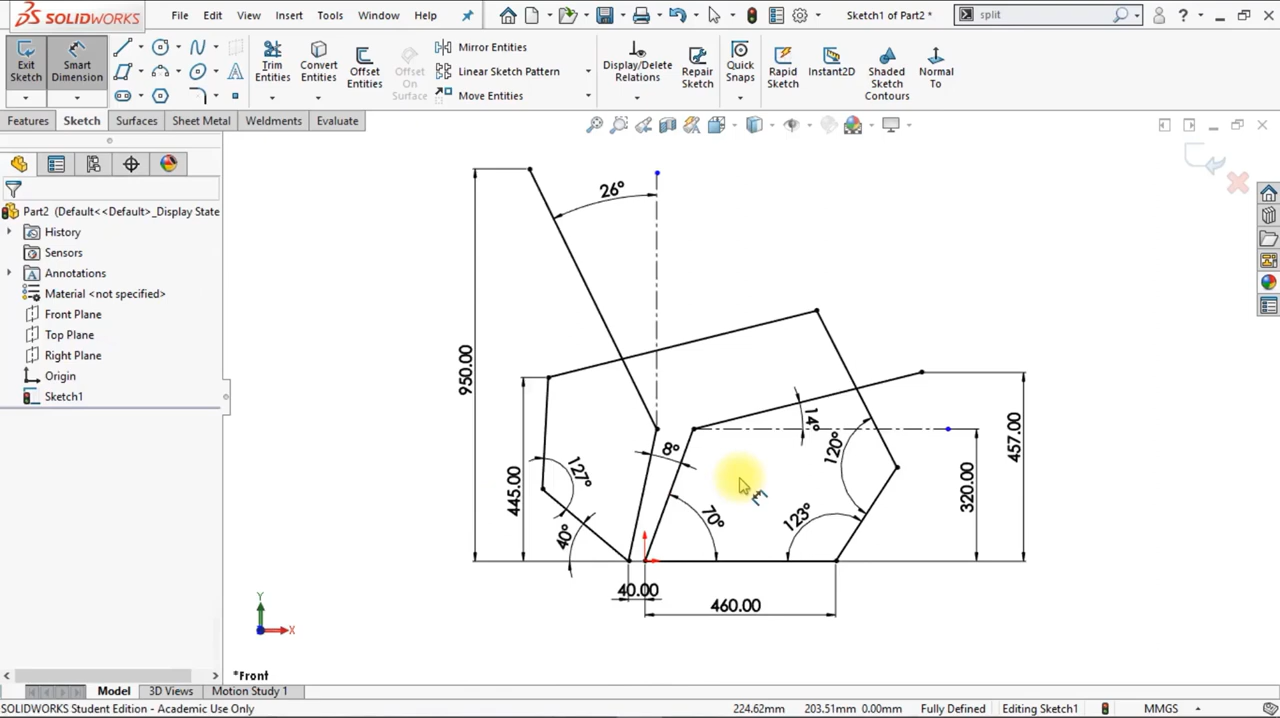 SOLIDWORKS
File Edit View Insert Tools Window Help
Sketch1 of Part2 *
split
Exit Sketch
Smart Dimension
Trim Entities
Convert Entities
Offset Entities
Offset On Surface
Mirror Entities
Linear Sketch Pattern
Move Entities
Display/Delete Relations
Repair Sketch
Quick Snaps
Rapid Sketch
Instant2D
Shaded Sketch Contours
Normal To
Features Sketch Surfaces Sheet Metal Weldments Evaluate
Part2 (Default<<Default>_Display State
History
Sensors
Annotations
Material <not specified>
Front Plane
Top Plane
Right Plane
Origin
Sketch1
26°
950.00
14°
8°
120°
457.00
127°
445.00
320.00
70°
123°
40°
40.00
460.00
Y
X
*Front
Model 3D Views Motion Study 1
SOLIDWORKS Student Edition - Academic Use Only
224.62mm 203.51mm 0.00mm Fully Defined Editing Sketch1 MMGS